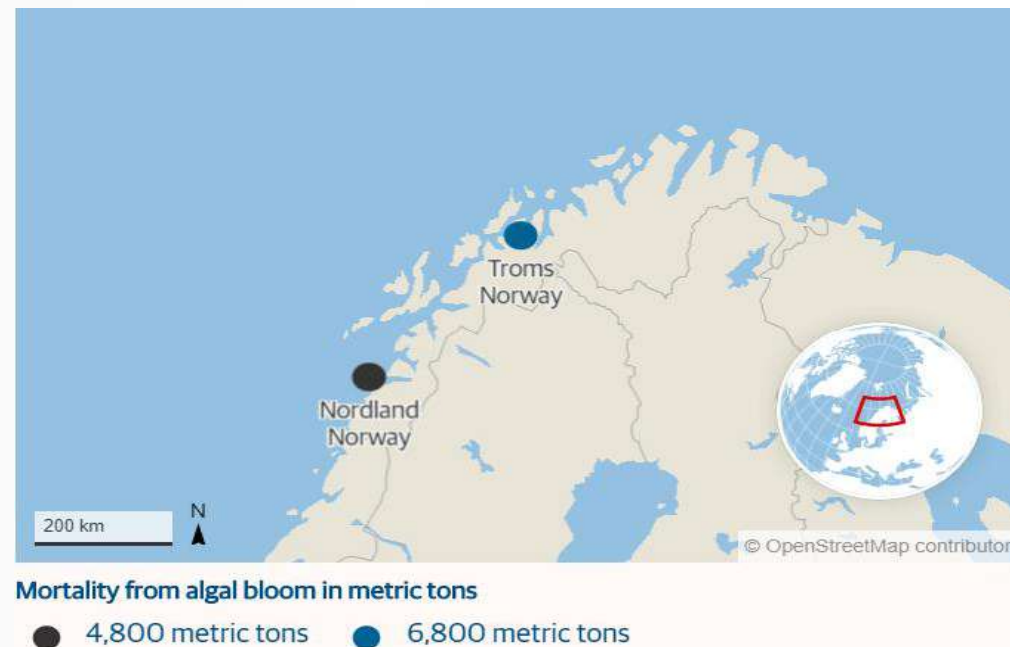 Troms
Norway
Nordland
Norway
200 km
N
© OpenStreetMap contributor
Mortality from algal bloom in metric tons
4,800 metric tons
6,800 metric tons